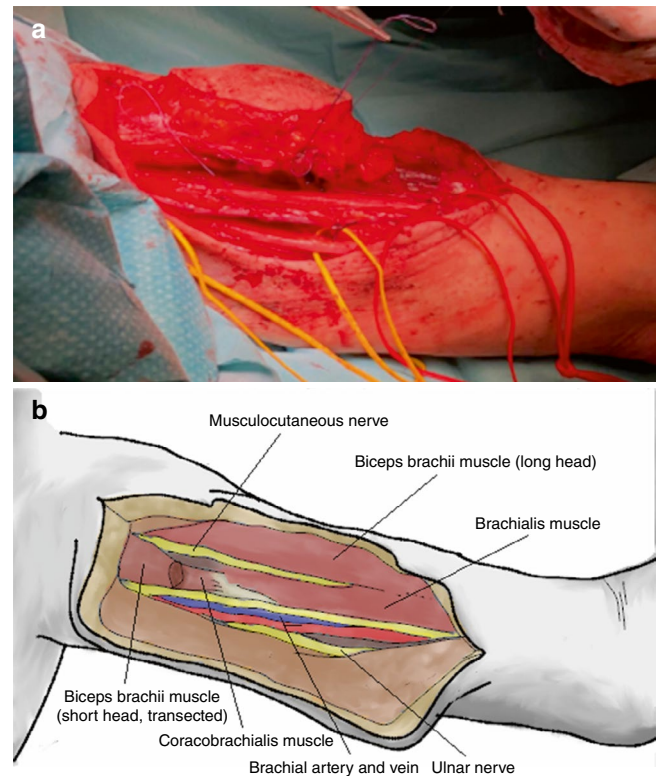 a
b
Musculocutaneous nerve
Biceps brachii muscle (long head)
Brachialis muscle
Biceps brachii muscle
(short head, transected)
Coracobrachialis muscle
Brachial artery and vein
Ulnar nerve